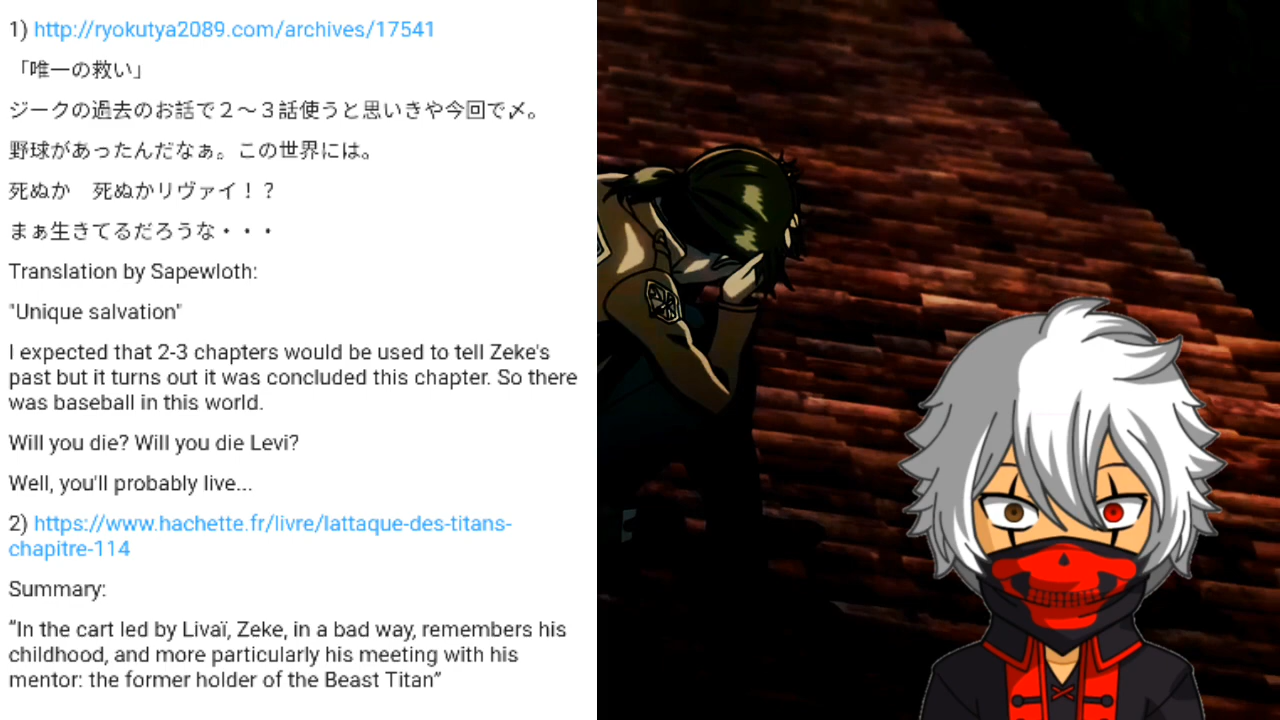 1) http://ryokutya2089.com/archives/17541
「唯一の救い」
ジークの過去のお話で２～３話使うと思いきや今回で〆。
野球があったんだなぁ。この世界には。
死ぬか　死ぬかリヴァイ！？
まぁ生きてるだろうな・・・
Translation by Sapewloth:
"Unique salvation"
I expected that 2-3 chapters would be used to tell Zeke's
past but it turns out it was concluded this chapter. So there
was baseball in this world.
Will you die? Will you die Levi?
Well, you'll probably live...
2) https://www.hachette.fr/livre/lattaque-des-titans-
chapitre-114
Summary:
“In the cart led by Livaï, Zeke, in a bad way, remembers his
childhood, and more particularly his meeting with his
mentor: the former holder of the Beast Titan”